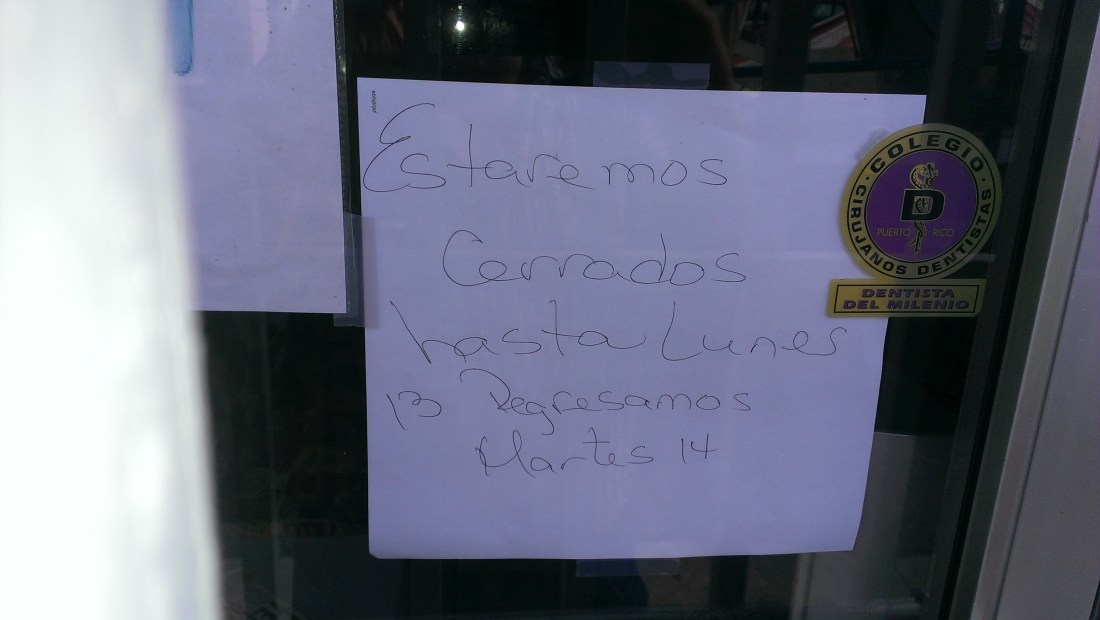 Estaremos
Cerrados
hasta Lunes
13 Regresamos
Martes 14
COLEGIO
CIRUJANOS DENTISTAS
D
PUERTO RICO
DENTISTA
DEL MILENIO